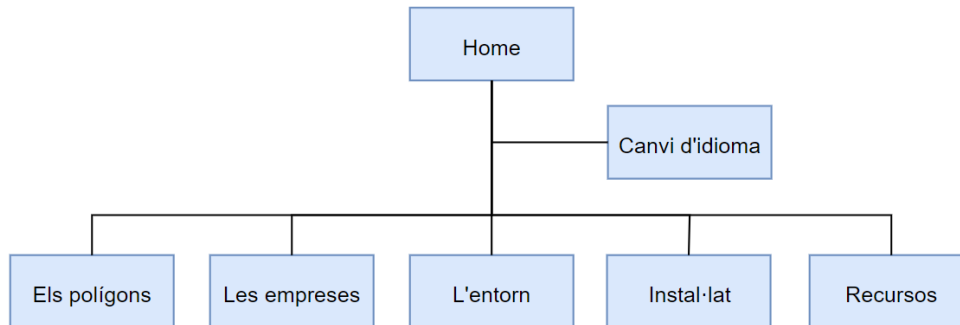 Home
Canvi d'idioma
Els polígons
Les empreses
L'entorn
Instal·lat
Recursos